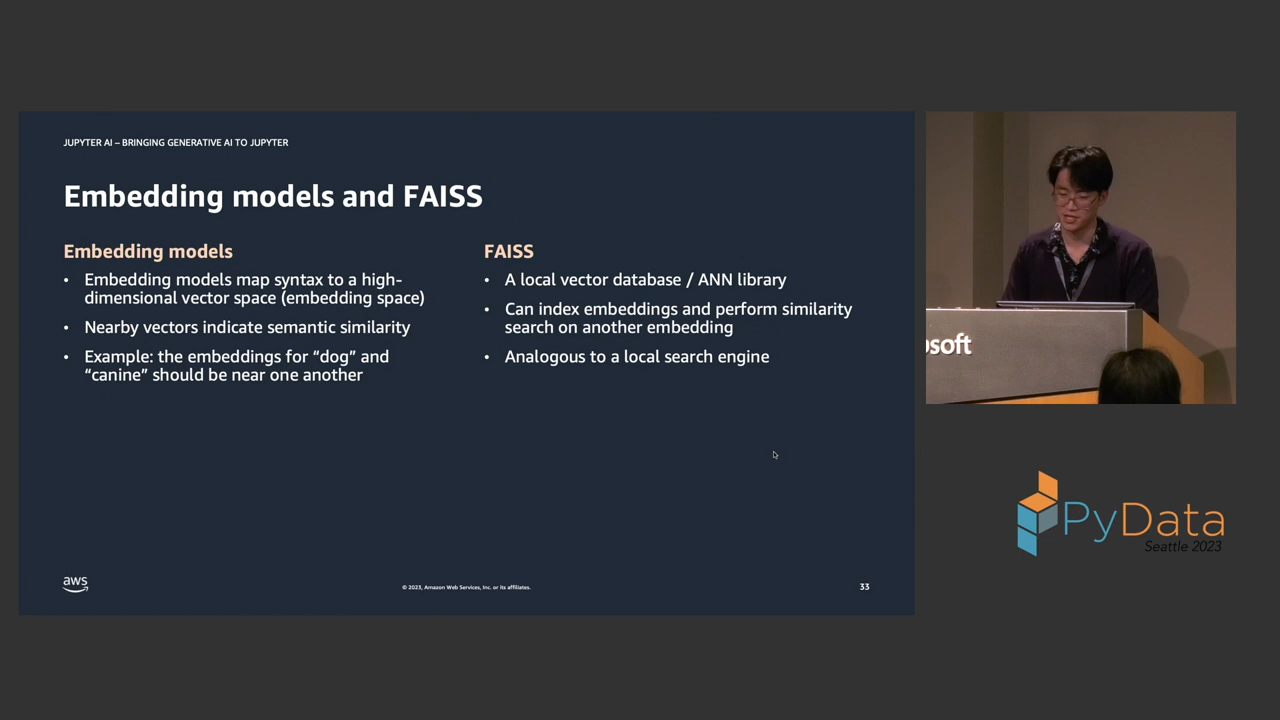 JUPYTER AI – BRINGING GENERATIVE AI TO JUPYTER
Embedding models and FAISS
Embedding models
• Embedding models map syntax to a high-
dimensional vector space (embedding space)
• Nearby vectors indicate semantic similarity
• Example: the embeddings for “dog” and
“canine” should be near one another
FAISS
• A local vector database / ANN library
• Can index embeddings and perform similarity
search on another embedding
• Analogous to a local search engine
aws
© 2023, Amazon Web Services, Inc. or its affiliates.
33
osoft
PyData
Seattle 2023